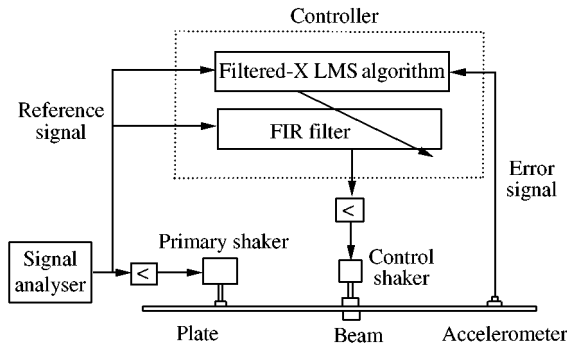 Controller
Filtered-X LMS algorithm
Reference
signal
FIR filter
Error
signal
<
Primary shaker
Control
shaker
Signal
analyser
<
Plate
Beam
Accelerometer